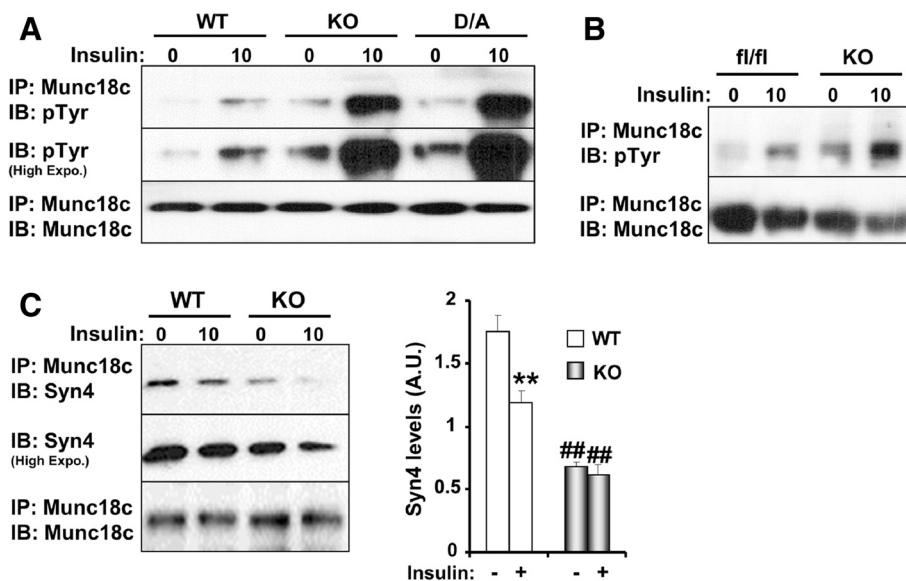 A
WT KO D/A
Insulin: 0 10 0 10 0 10
IP: Munc18c
IB: pTyr
IB: pTyr
(High Expo.)
IP: Munc18c
IB: Munc18c
B
fl/fl KO
Insulin: 0 10 0 10
IP: Munc18c
IB: pTyr
IP: Munc18c
IB: Munc18c
C
WT KO
Insulin: 0 10 0 10
IP: Munc18c
IB: Syn4
IB: Syn4
(High Expo.)
IP: Munc18c
IB: Munc18c
Syn4 levels (A.U.)
2
1.5
1
0.5
0
WT
KO
**
## ##
Insulin: - + - +